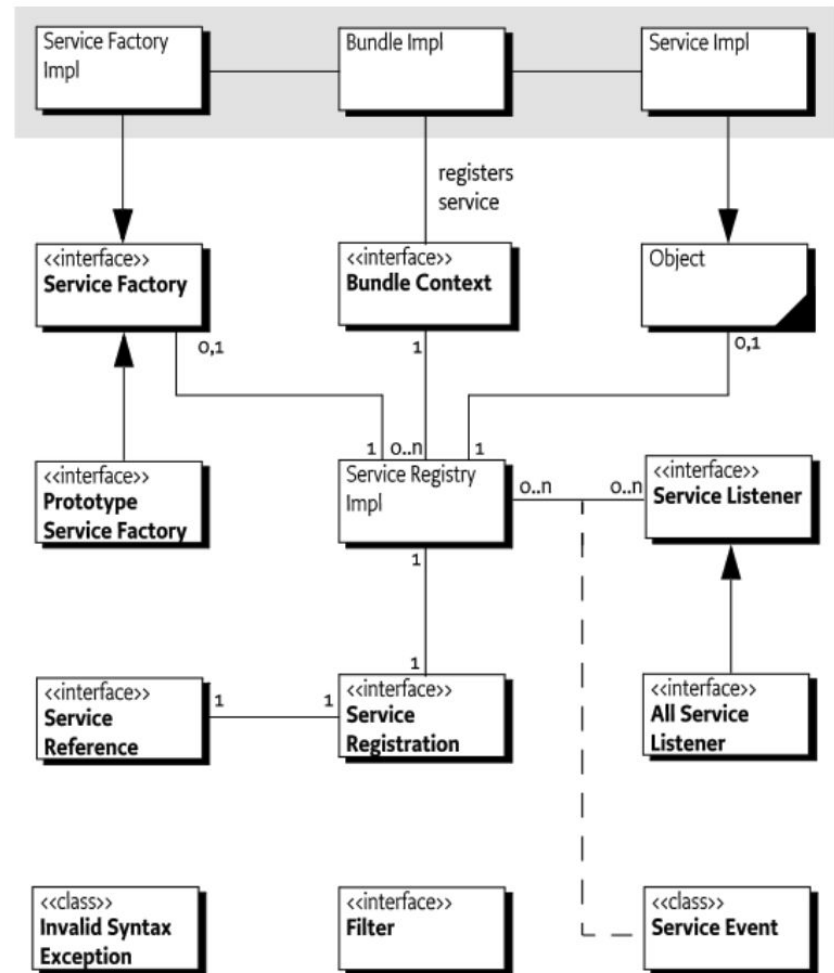 Service Factory
Impl
Bundle Impl
Service Impl
registers
service
<<interface>>
Service Factory
<<interface>>
Bundle Context
Object
0,1
1
0,1
1
0..n
1
<<interface>>
Prototype
Service Factory
Service Registry
Impl
0..n
0..n
<<interface>>
Service Listener
1
1
<<interface>>
Service
Reference
1
1
<<interface>>
Service
Registration
<<interface>>
All Service
Listener
<<class>>
Invalid Syntax
Exception
<<interface>>
Filter
<<class>>
Service Event